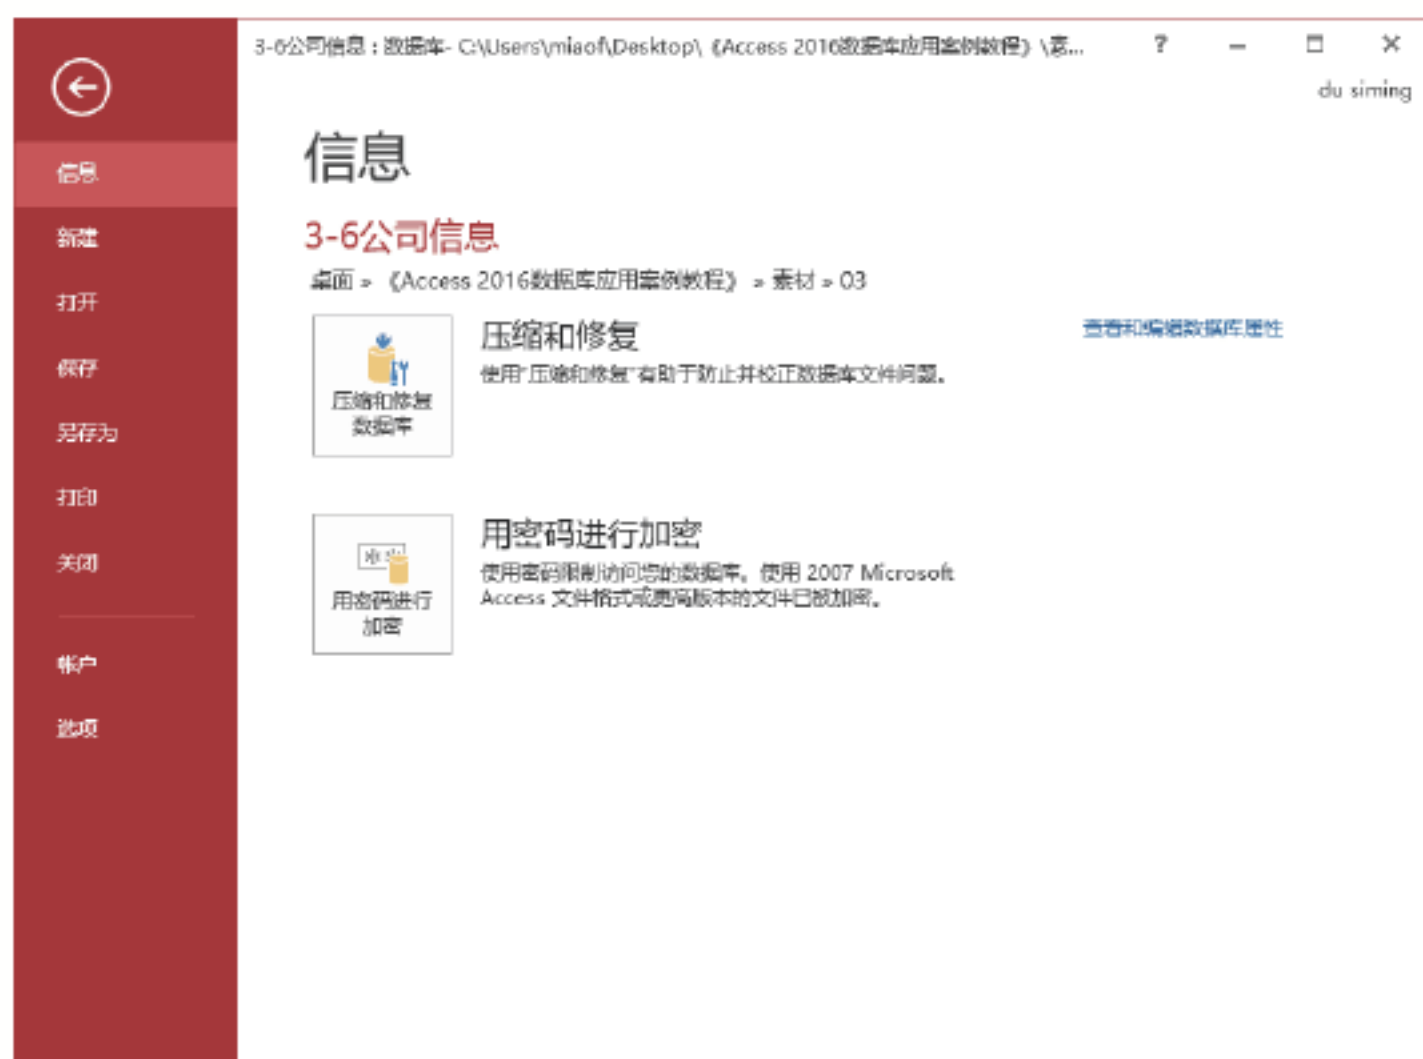 3-6公司信息 : 数据库- C:\Users\miaof\Desktop\《Access 2016数据库应用案例教程》\素...
?
du siming
信息
新建
打开
保存
另存为
打印
关闭
帐户
选项
信息
3-6公司信息
桌面 » 《Access 2016数据库应用案例教程》 » 素材 » 03
压缩和修复
数据库
压缩和修复
使用"压缩和修复"有助于防止并校正数据库文件问题。
查看和编辑数据库属性
用密码进行
加密
用密码进行加密
使用密码限制访问您的数据库。使用 2007 Microsoft
Access 文件格式或更高版本的文件已被加密。